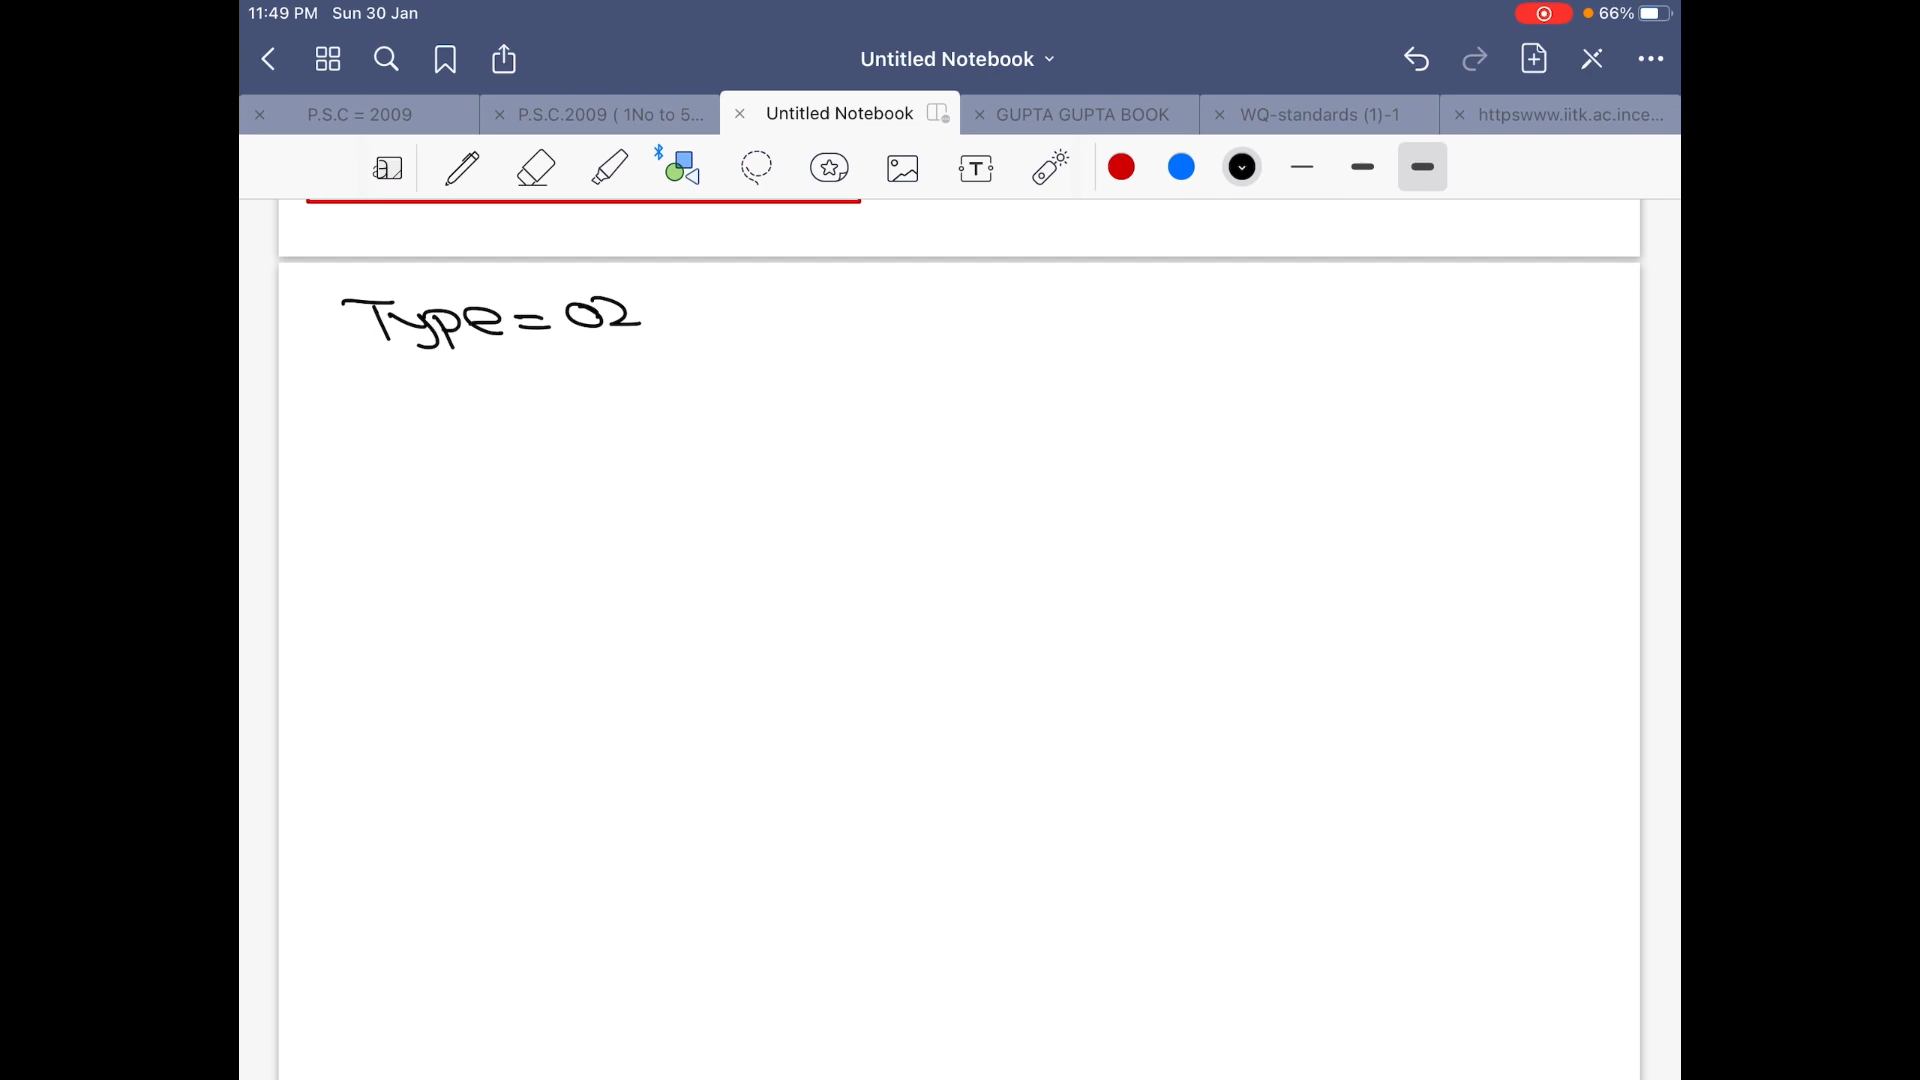 11:49 PM Sun 30 Jan
66%
Untitled Notebook
P.S.C = 2009
P.S.C.2009 ( 1No to 5...
Untitled Notebook
GUPTA GUPTA BOOK
WQ-standards (1)-1
httpswww.iitk.ac.ince...
Type=02